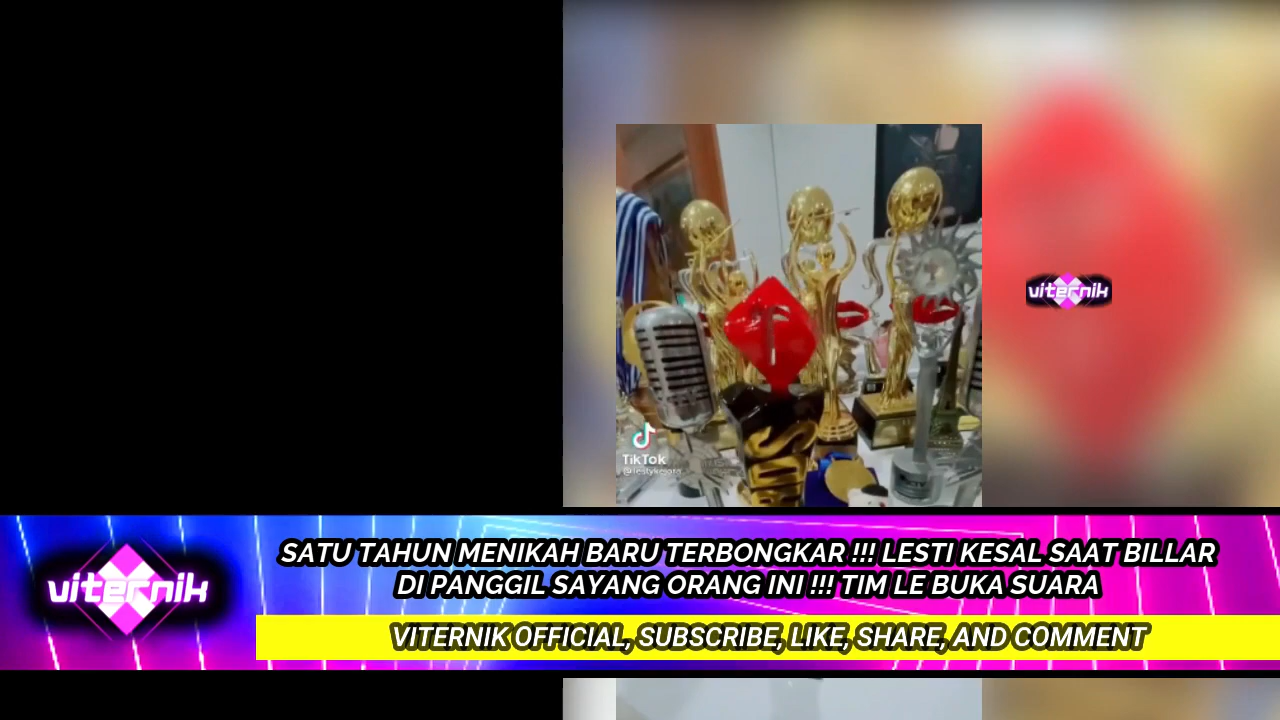 viternik
TikTok
viternik
SATU TAHUN MENIKAH BARU TERBONGKAR !!! LESTI KESAL SAAT BILLAR
DI PANGGIL SAYANG ORANG INI !!! TIM LE BUKA SUARA
VITERNIK OFFICIAL, SUBSCRIBE, LIKE, SHARE, AND COMMENT